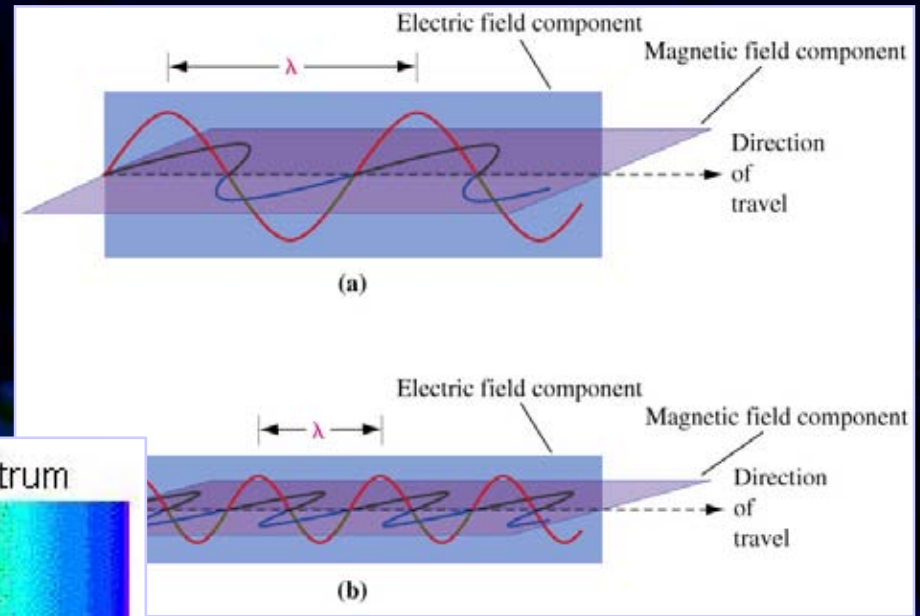 Electric field component
Magnetic field component
λ
Direction
of
travel
(a)
Electric field component
Magnetic field component
λ
Direction
of
travel
(b)
trum